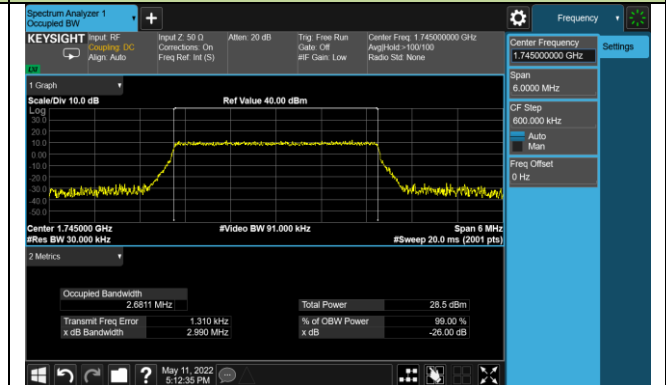 Spectrum Analyzer 1
Occupied BW
+
Frequency
KEYSIGHT
Input: RF
Coupling: DC
Align: Auto
Input Z: 50 Ω
Corrections: On
Freq Ref: Int (S)
Atten: 20 dB
Trig: Free Run
Gate: Off
#IF Gain: Low
Center Freq: 1.745000000 GHz
Avg|Hold:>100/100
Radio Std: None
Center Frequency
1.745000000 GHz
Settings
Span
6.0000 MHz
CF Step
600.000 kHz
Auto
Man
Freq Offset
0 Hz
1 Graph
Scale/Div 10.0 dB
Ref Value 40.00 dBm
Log
30.0
20.0
10.0
0.00
-10.0
-20.0
-30.0
-40.0
-50.0
Center 1.745000 GHz
#Video BW 91.000 kHz
Span 6 MHz
#Res BW 30.000 kHz
#Sweep 20.0 ms (2001 pts)
2 Metrics
Occupied Bandwidth
2.6811 MHz
Total Power
28.5 dBm
Transmit Freq Error
1.310 kHz
% of OBW Power
99.00 %
x dB Bandwidth
2.990 MHz
x dB
-26.00 dB
?
May 11, 2022
5:12:35 PM